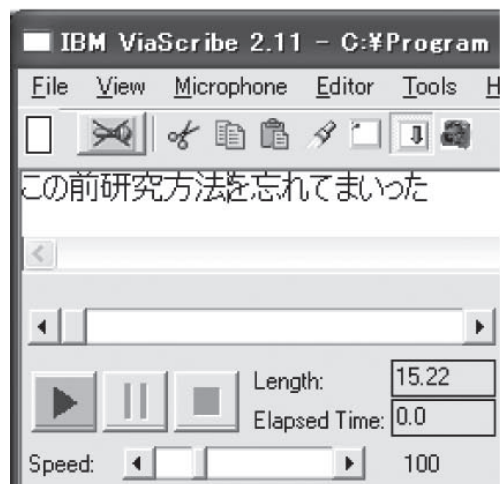 IBM ViaScribe 2.11 - C:¥Program
File View Microphone Editor Tools H
この前研究方法を忘れてまいった
Length: 15.22
Elapsed Time: 0.0
Speed: 100